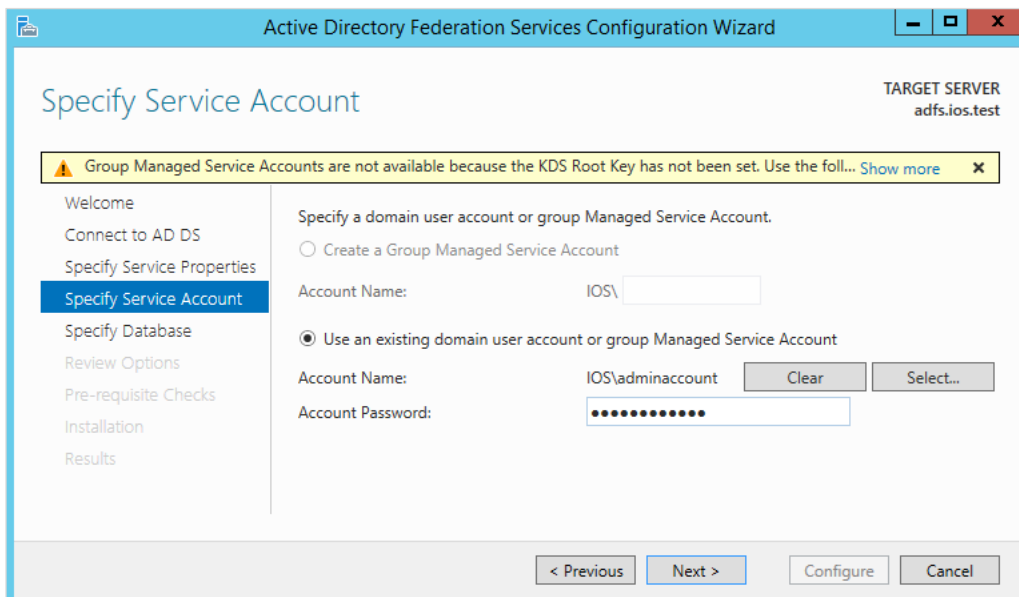 Active Directory Federation Services Configuration Wizard
Specify Service Account
TARGET SERVER
adfs.ios.test
Group Managed Service Accounts are not available because the KDS Root Key has not been set. Use the foll... Show more
Welcome
Connect to AD DS
Specify Service Properties
Specify Service Account
Specify Database
Review Options
Pre-requisite Checks
Installation
Results
Specify a domain user account or group Managed Service Account.
Create a Group Managed Service Account
Account Name: IOS\
Use an existing domain user account or group Managed Service Account
Account Name: IOS\adminaccount Clear Select...
Account Password: ●●●●●●●●●●●●
< Previous Next > Configure Cancel